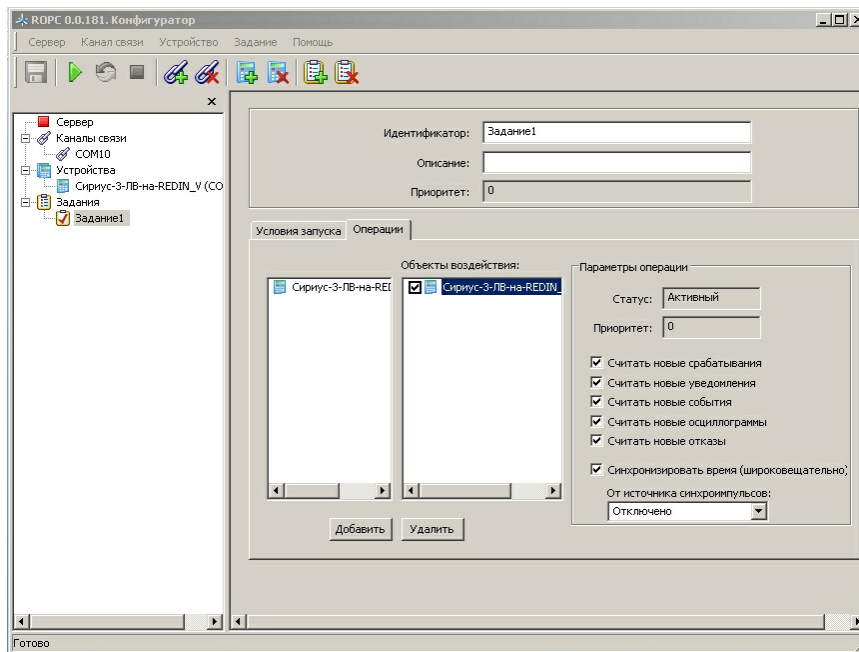 ROPC 0.0.181. Конфигуратор
Сервер Канал связи Устройство Задание Помощь
Сервер
Каналы связи
COM10
Устройства
Сириус-3-ЛВ-на-REDIN_V (CO
Задания
Задание1
Идентификатор: Задание1
Описание:
Приоритет: 0
Условия запуска Операции
Объекты воздействия:
Сириус-3-ЛВ-на-REI
Сириус-3-ЛВ-на-REDIN_
Параметры операции
Статус: Активный
Приоритет: 0
Считать новые срабатывания
Считать новые уведомления
Считать новые события
Считать новые осциллограммы
Считать новые отказы
Синхронизировать время (широковещательно)
От источника синхроимпульсов:
Отключено
Добавить Удалить
Готово